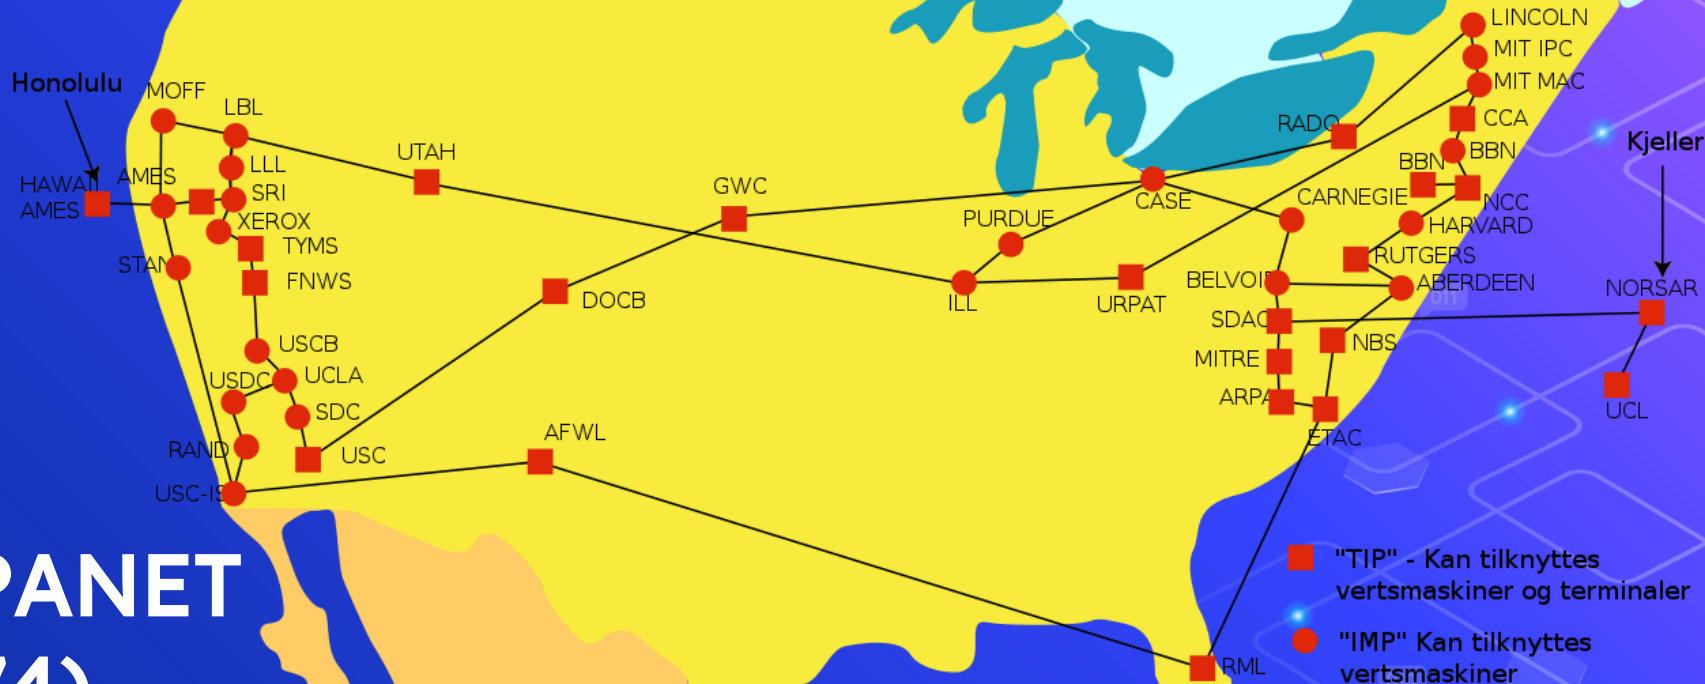 LINCOLN
MIT IPC
MIT MAC
Honolulu
MOFF
LBL
CCA
RADC
Kjeller
UTAH
LLL
BBN
BBN
HAWAII
AMES
AMES
SRI
GWC
CASE
CARNEGIE
NCC
XEROX
PURDUE
HARVARD
TYMS
STAN
RUTGERS
FNWS
BELVOIR
ABERDEEN
NORSAR
DOCB
ILL
URPAT
SDAC
USCB
NBS
MITRE
USDC
UCLA
ARPA
SDC
UCL
AFWL
ETAC
RAND
USC
USC-IS
PANET
74)
"TIP" - Kan tilknyttes
vertsmaskiner og terminaler
"IMP" Kan tilknyttes
vertsmaskiner
RML
011